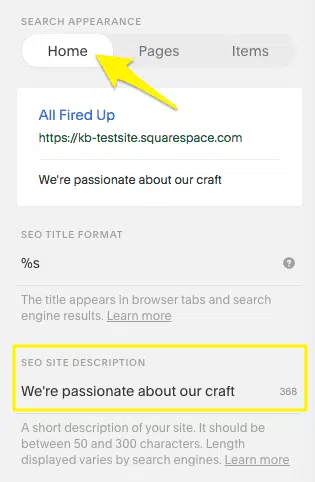 SEARCH APPEARANCE
Home Pages Items
All Fired Up
https://kb-testsite.squarespace.com
We're passionate about our craft
SEO TITLE FORMAT
%s ?
The title appears in browser tabs and search
engine results. Learn more
SEO SITE DESCRIPTION
We're passionate about our craft 368
A short description of your site. It should be
between 50 and 300 characters. Length
displayed varies by search engines. Learn
more